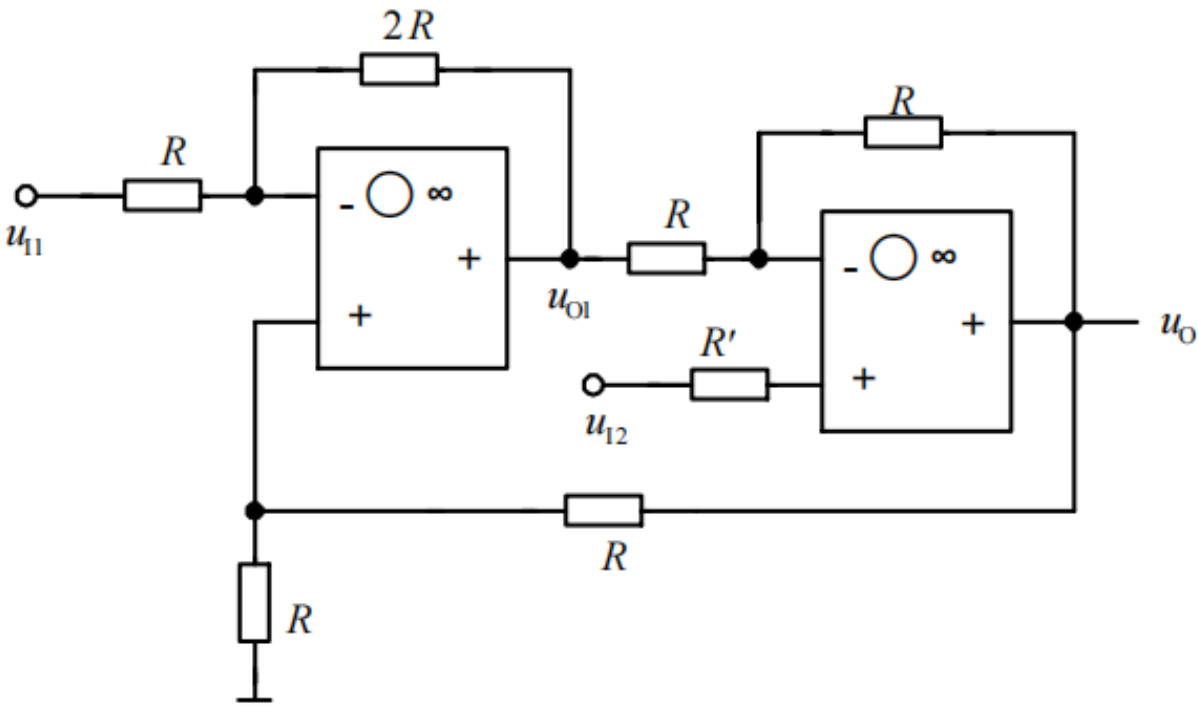 2R
R
R
- ∞
+
+
u_I1
u_O1
R
- ∞
+
+
u_O
R'
u_I2
R
R